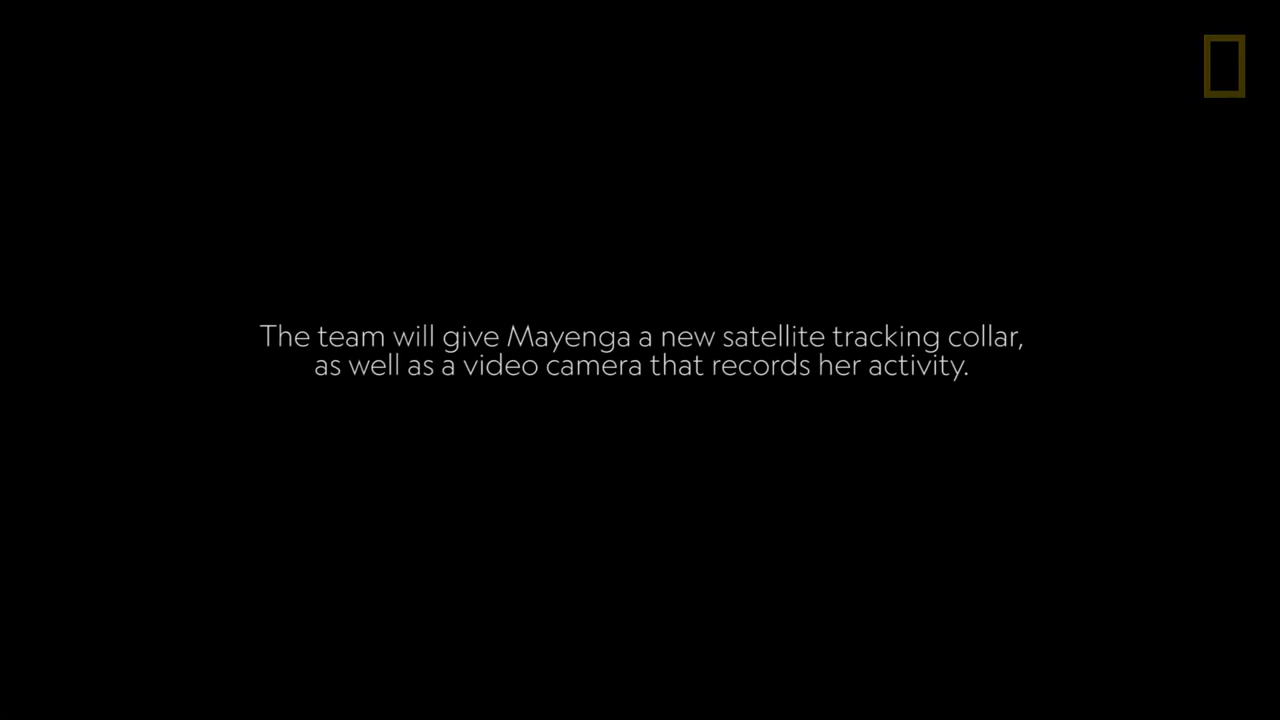 The team will give Mayenga a new satellite tracking collar,
as well as a video camera that records her activity.